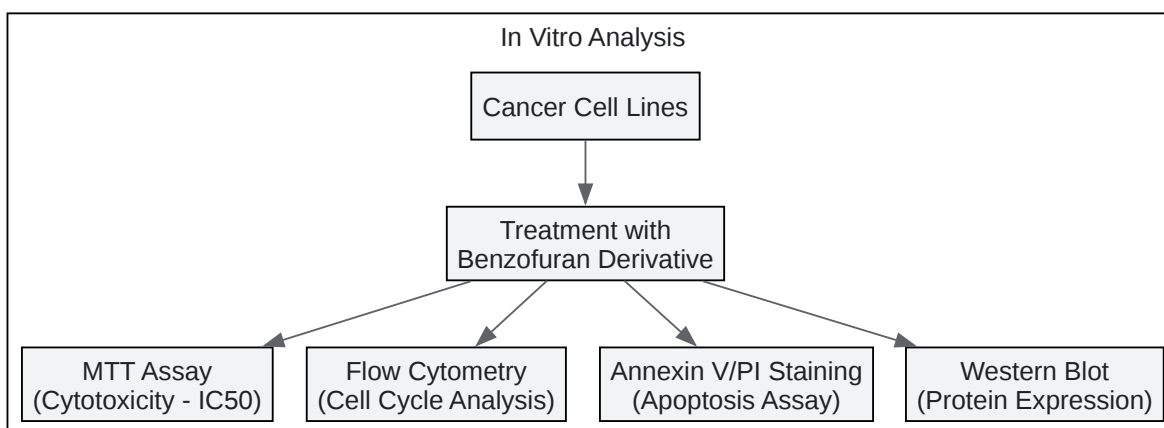 In Vitro Analysis
Cancer Cell Lines
Treatment with
Benzofuran Derivative
MTT Assay
(Cytotoxicity - IC50)
Flow Cytometry
(Cell Cycle Analysis)
Annexin V/PI Staining
(Apoptosis Assay)
Western Blot
(Protein Expression)